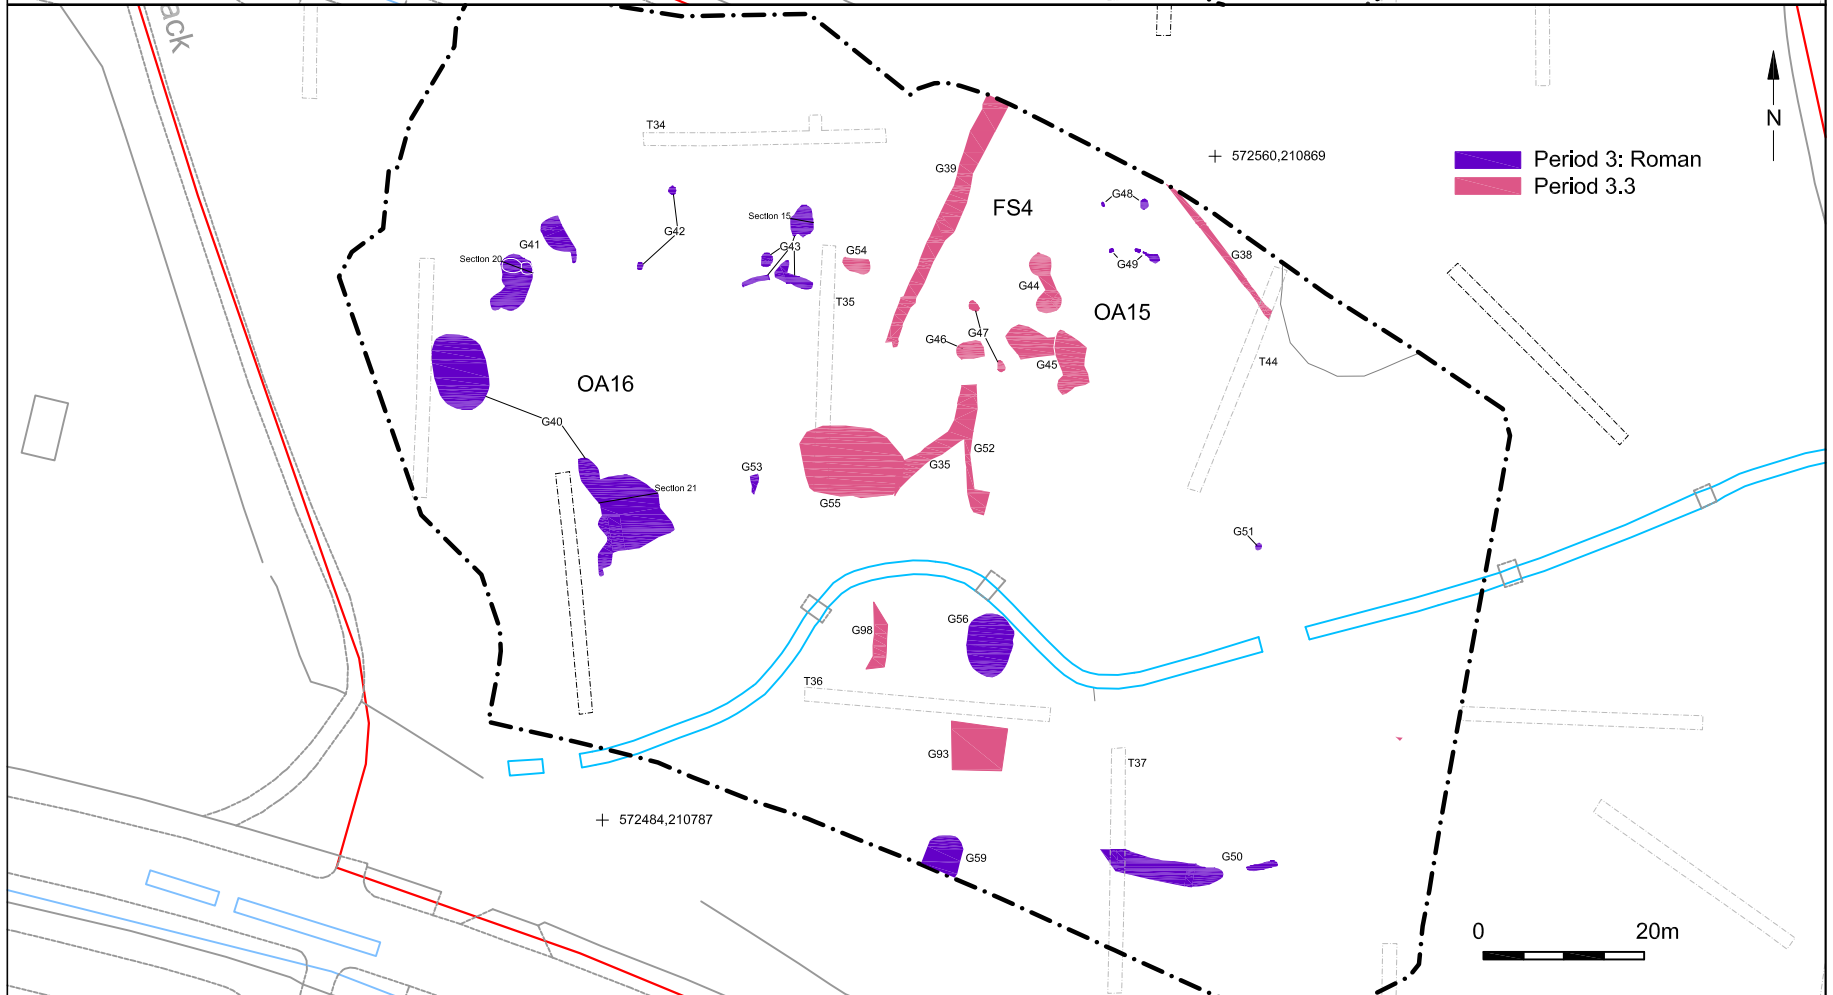 ack
N
T34
572560,210869
Period 3: Roman
Period 3.3
G39
FS4
G48
Section 15
G42
G41
G43
G54
G38
Section 20
G49
G44
T35
OA15
G47
G46
G45
T44
OA16
G40
G52
G35
G53
Section 21
G55
G51
G98
G56
T36
G93
T37
572484,210787
G59
G50
0 20m